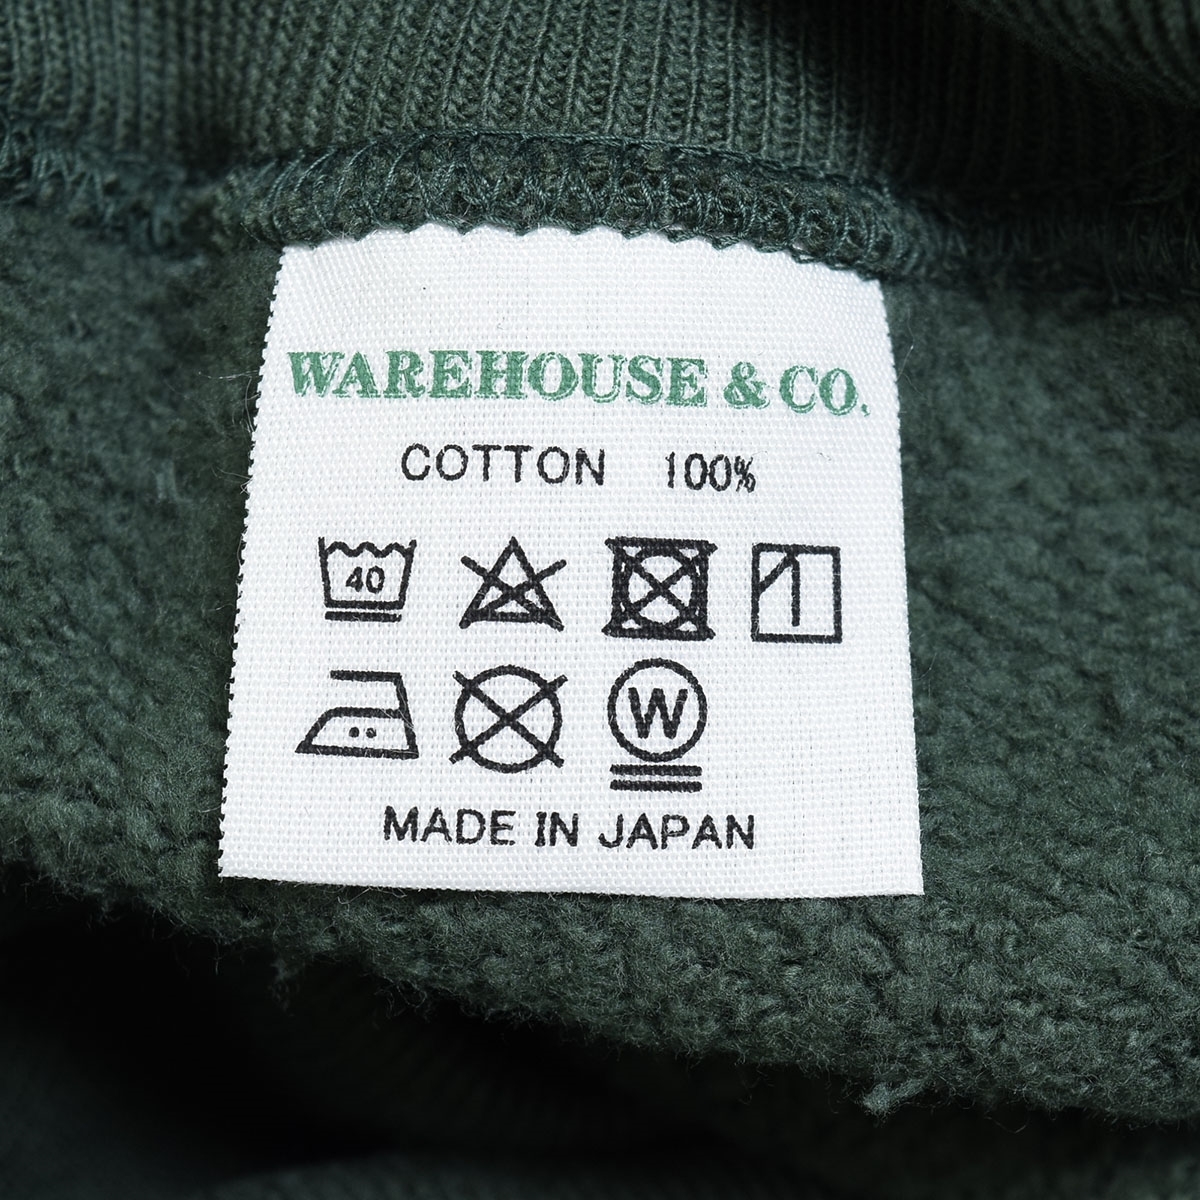 WAREHOUSE & CO.
COTTON 100%
40
W
MADE IN JAPAN